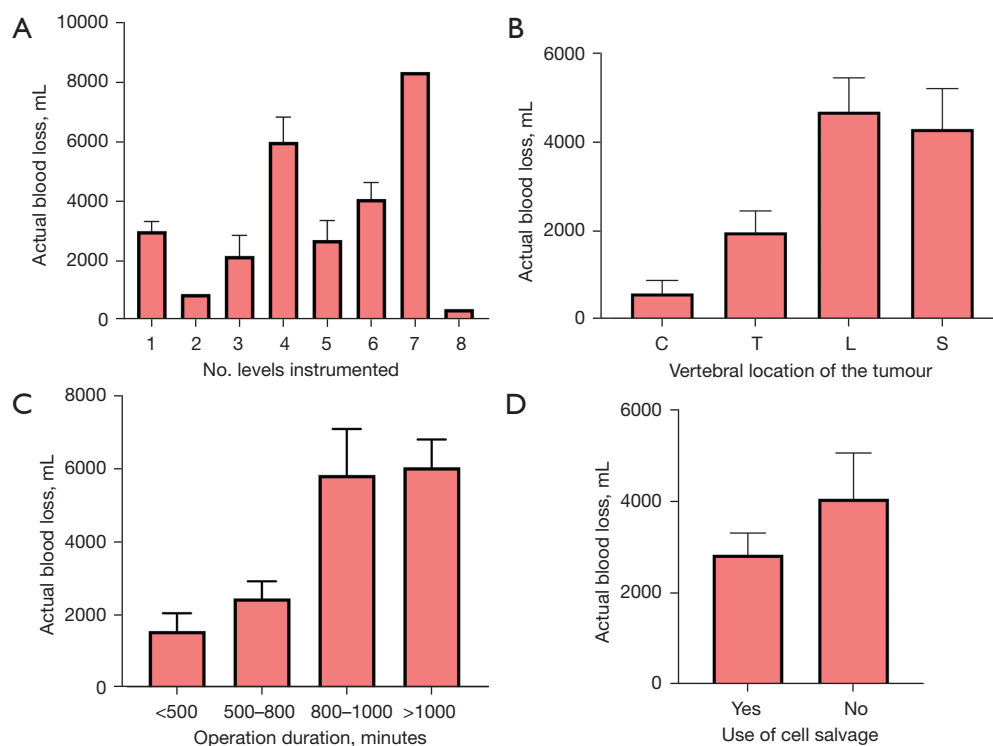 A
Actual blood loss, mL
10000
8000
6000
4000
2000
0
1 2 3 4 5 6 7 8
No. levels instrumented
B
Actual blood loss, mL
6000
4000
2000
0
C T L S
Vertebral location of the tumour
C
Actual blood loss, mL
8000
6000
4000
2000
0
<500 500–800 800–1000 >1000
Operation duration, minutes
D
Actual blood loss, mL
6000
4000
2000
0
Yes No
Use of cell salvage